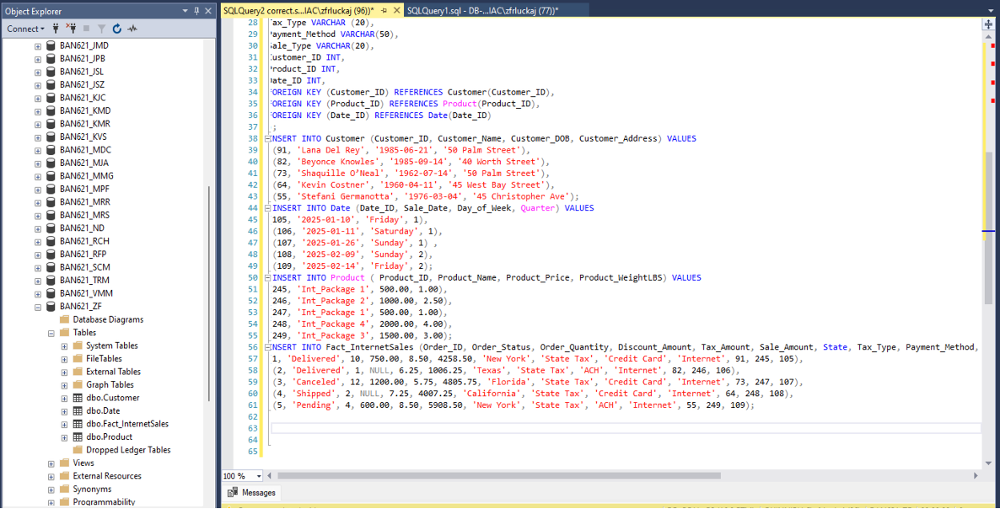 Object Explorer
Connect
BAN621_JMD
BAN621_JPB
BAN621_JSL
BAN621_JSZ
BAN621_KJC
BAN621_KMD
BAN621_KMR
BAN621_KVS
BAN621_MDC
BAN621_MJA
BAN621_MMG
BAN621_MPF
BAN621_MRR
BAN621_MRS
BAN621_ND
BAN621_RCH
BAN621_RFP
BAN621_SCM
BAN621_TRM
BAN621_VMM
BAN621_ZF
Database Diagrams
Tables
System Tables
FileTables
External Tables
Graph Tables
dbo.Customer
dbo.Date
dbo.Fact_InternetSales
dbo.Product
Dropped Ledger Tables
Views
External Resources
Synonyms
Programmability
SQLQuery2 correct.s...IAC\zfrluckaj (96))*
SQLQuery1.sql - DB-...IAC\zfrluckaj (77))*
28 Tax_Type VARCHAR (20),
29 Payment_Method VARCHAR(50),
30 Sale_Type VARCHAR(20),
31 Customer_ID INT,
32 Product_ID INT,
33 Date_ID INT,
34 FOREIGN KEY (Customer_ID) REFERENCES Customer(Customer_ID),
35 FOREIGN KEY (Product_ID) REFERENCES Product(Product_ID),
36 FOREIGN KEY (Date_ID) REFERENCES Date(Date_ID)
37 );
38 INSERT INTO Customer (Customer_ID, Customer_Name, Customer_DOB, Customer_Address) VALUES
39 (91, 'Lana Del Rey', '1985-06-21', '50 Palm Street'),
40 (82, 'Beyonce Knowles', '1985-09-14', '40 Worth Street'),
41 (73, 'Shaquille O’Neal', '1962-07-14', '50 Palm Street'),
42 (64, 'Kevin Costner', '1960-04-11', '45 West Bay Street'),
43 (55, 'Stefani Germanotta', '1976-03-04', '45 Christopher Ave');
44 INSERT INTO Date (Date_ID, Sale_Date, Day_of_Week, Quarter) VALUES
45 105, '2025-01-10', 'Friday', 1),
46 (106, '2025-01-11', 'Saturday', 1),
47 (107, '2025-01-26', 'Sunday', 1) ,
48 (108, '2025-02-09', 'Sunday', 2),
49 (109, '2025-02-14', 'Friday', 2);
50 INSERT INTO Product ( Product_ID, Product_Name, Product_Price, Product_WeightLBS) VALUES
51 245, 'Int_Package 1', 500.00, 1.00),
52 246, 'Int_Package 2', 1000.00, 2.50),
53 247, 'Int_Package 1', 500.00, 1.00),
54 248, 'Int_Package 4', 2000.00, 4.00),
55 249, 'Int_Package 3', 1500.00, 3.00);
56 INSERT INTO Fact_InternetSales (Order_ID, Order_Status, Order_Quantity, Discount_Amount, Tax_Amount, Sale_Amount, State, Tax_Type, Payment_Method,
57 1, 'Delivered', 10, 750.00, 8.50, 4258.50, 'New York', 'State Tax', 'Credit Card', 'Internet', 91, 245, 105),
58 (2, 'Delivered', 1, NULL, 6.25, 1006.25, 'Texas', 'State Tax', 'ACH', 'Internet', 82, 246, 106),
59 (3, 'Canceled', 12, 1200.00, 5.75, 4805.75, 'Florida', 'State Tax', 'Credit Card', 'Internet', 73, 247, 107),
60 (4, 'Shipped', 2, NULL, 7.25, 4007.25, 'California', 'State Tax', 'Credit Card', 'Internet', 64, 248, 108),
61 (5, 'Pending', 4, 600.00, 8.50, 5908.50, 'New York', 'State Tax', 'ACH', 'Internet', 55, 249, 109);
62
63
64
65
100 %
Messages